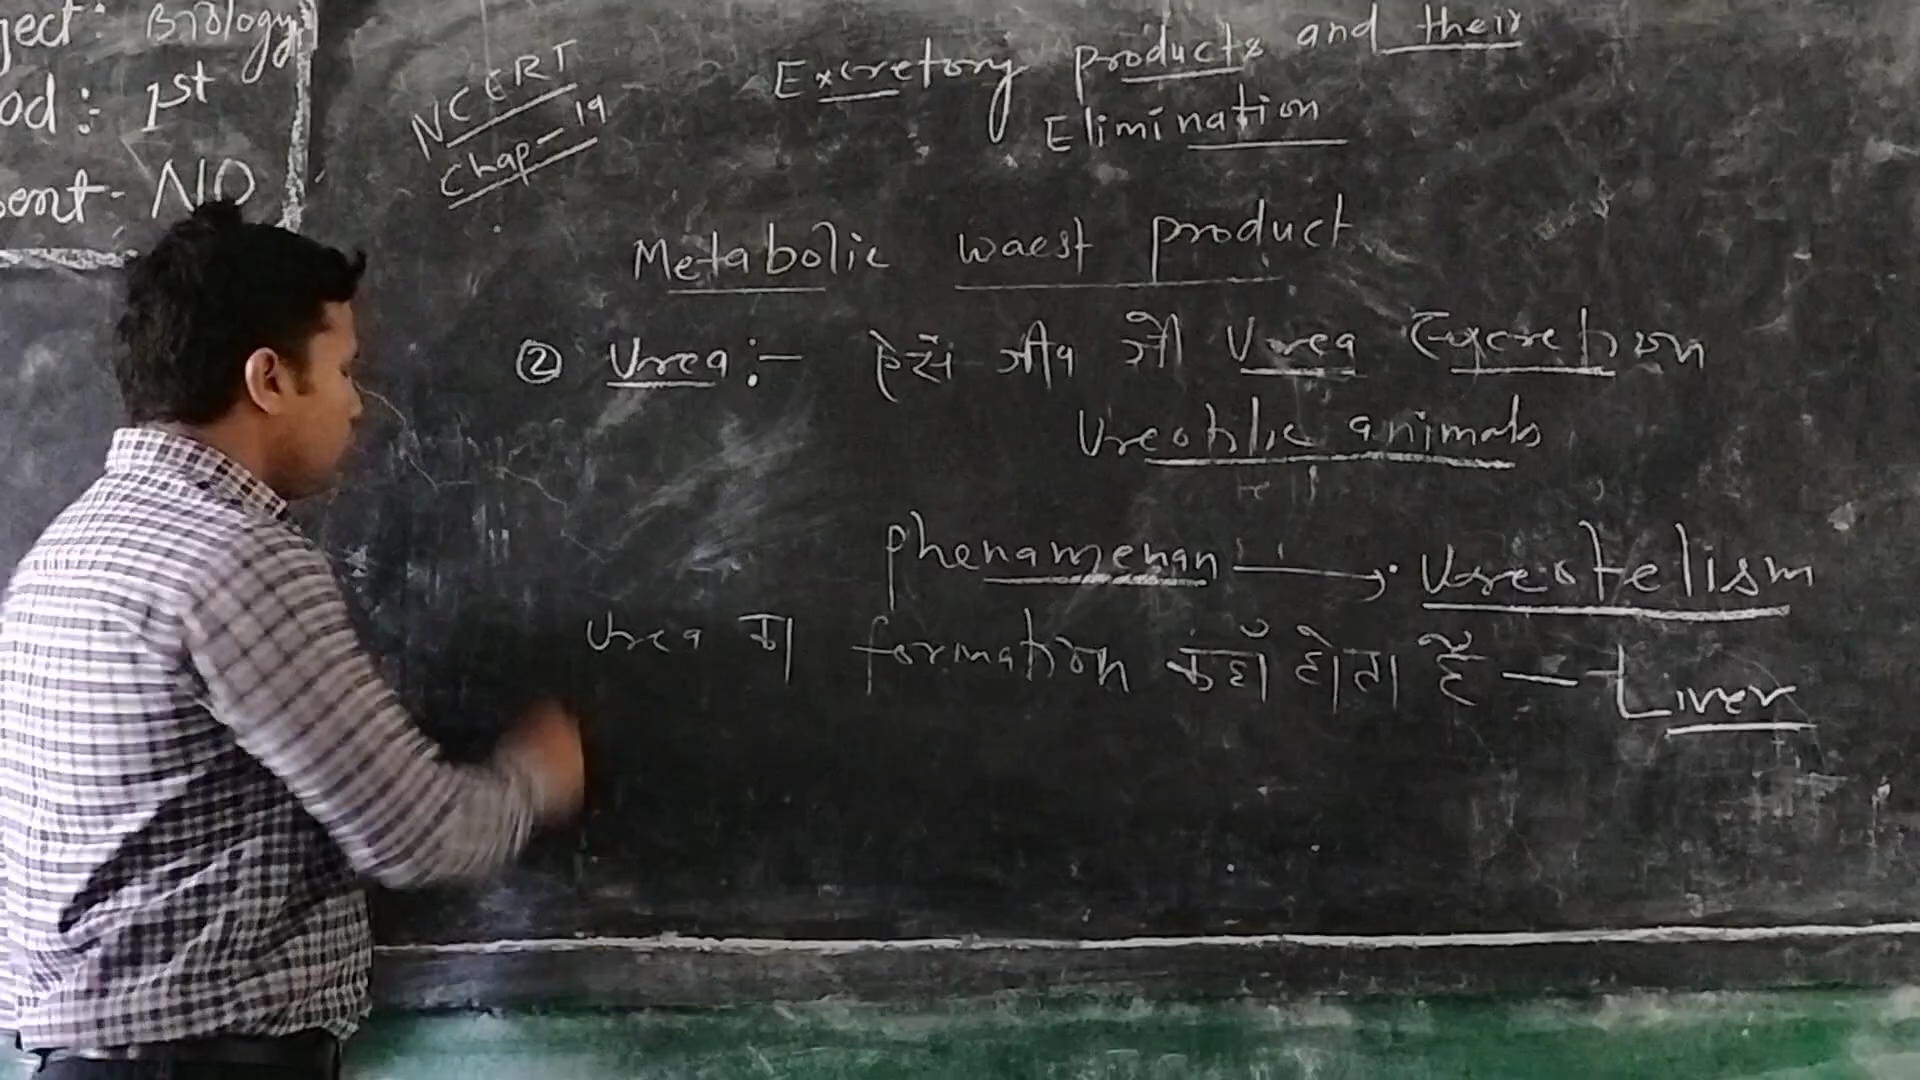 ject: Biology
od:- 1st
sent- NO
NCERT
Chap- 19
Excretory products and their
Elimination
Metabolic waest product
② Urea:- ऐसे जीव जो Urea Excretion
Ureotilic animals
phenamenan → Ureotelism
Urea का formation कहाँ होता है — Liver